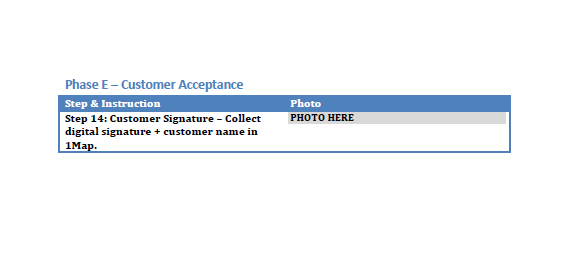 Phase E – Customer Acceptance
Step & Instruction Photo
Step 14: Customer Signature – Collect PHOTO HERE
digital signature + customer name in
1Map.